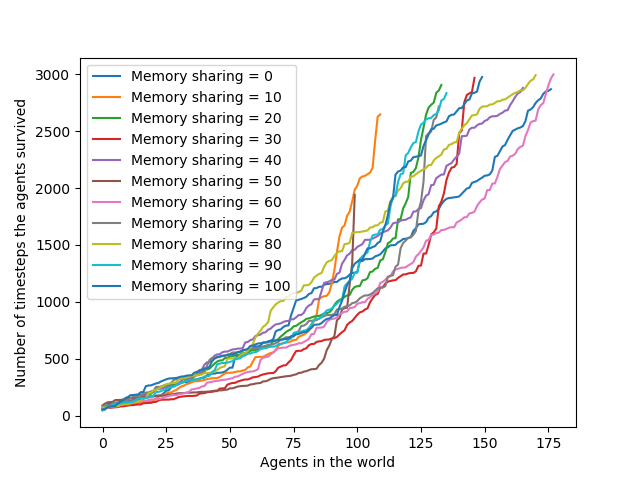 3000
2500
2000
1500
1000
500
0
Number of timesteps the agents survived
Memory sharing = 0
Memory sharing = 10
Memory sharing = 20
Memory sharing = 30
Memory sharing = 40
Memory sharing = 50
Memory sharing = 60
Memory sharing = 70
Memory sharing = 80
Memory sharing = 90
Memory sharing = 100
0 25 50 75 100 125 150 175
Agents in the world